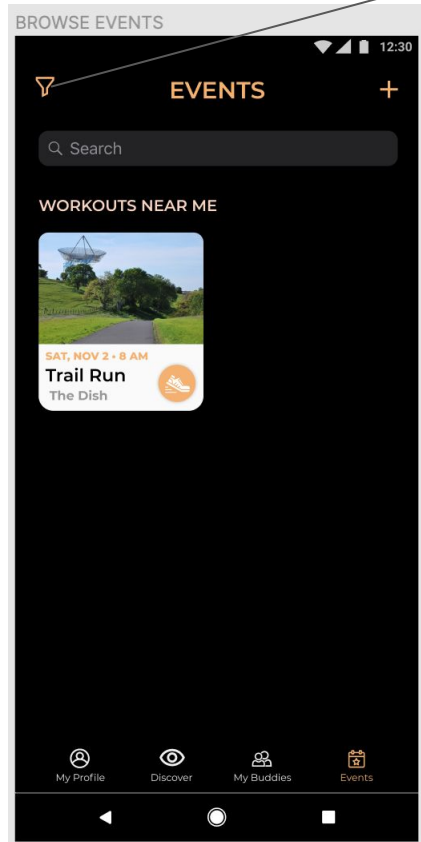 BROWSE EVENTS
12:30
EVENTS
Search
WORKOUTS NEAR ME
SAT, NOV 2 • 8 AM
Trail Run
The Dish
My Profile
Discover
My Buddies
Events